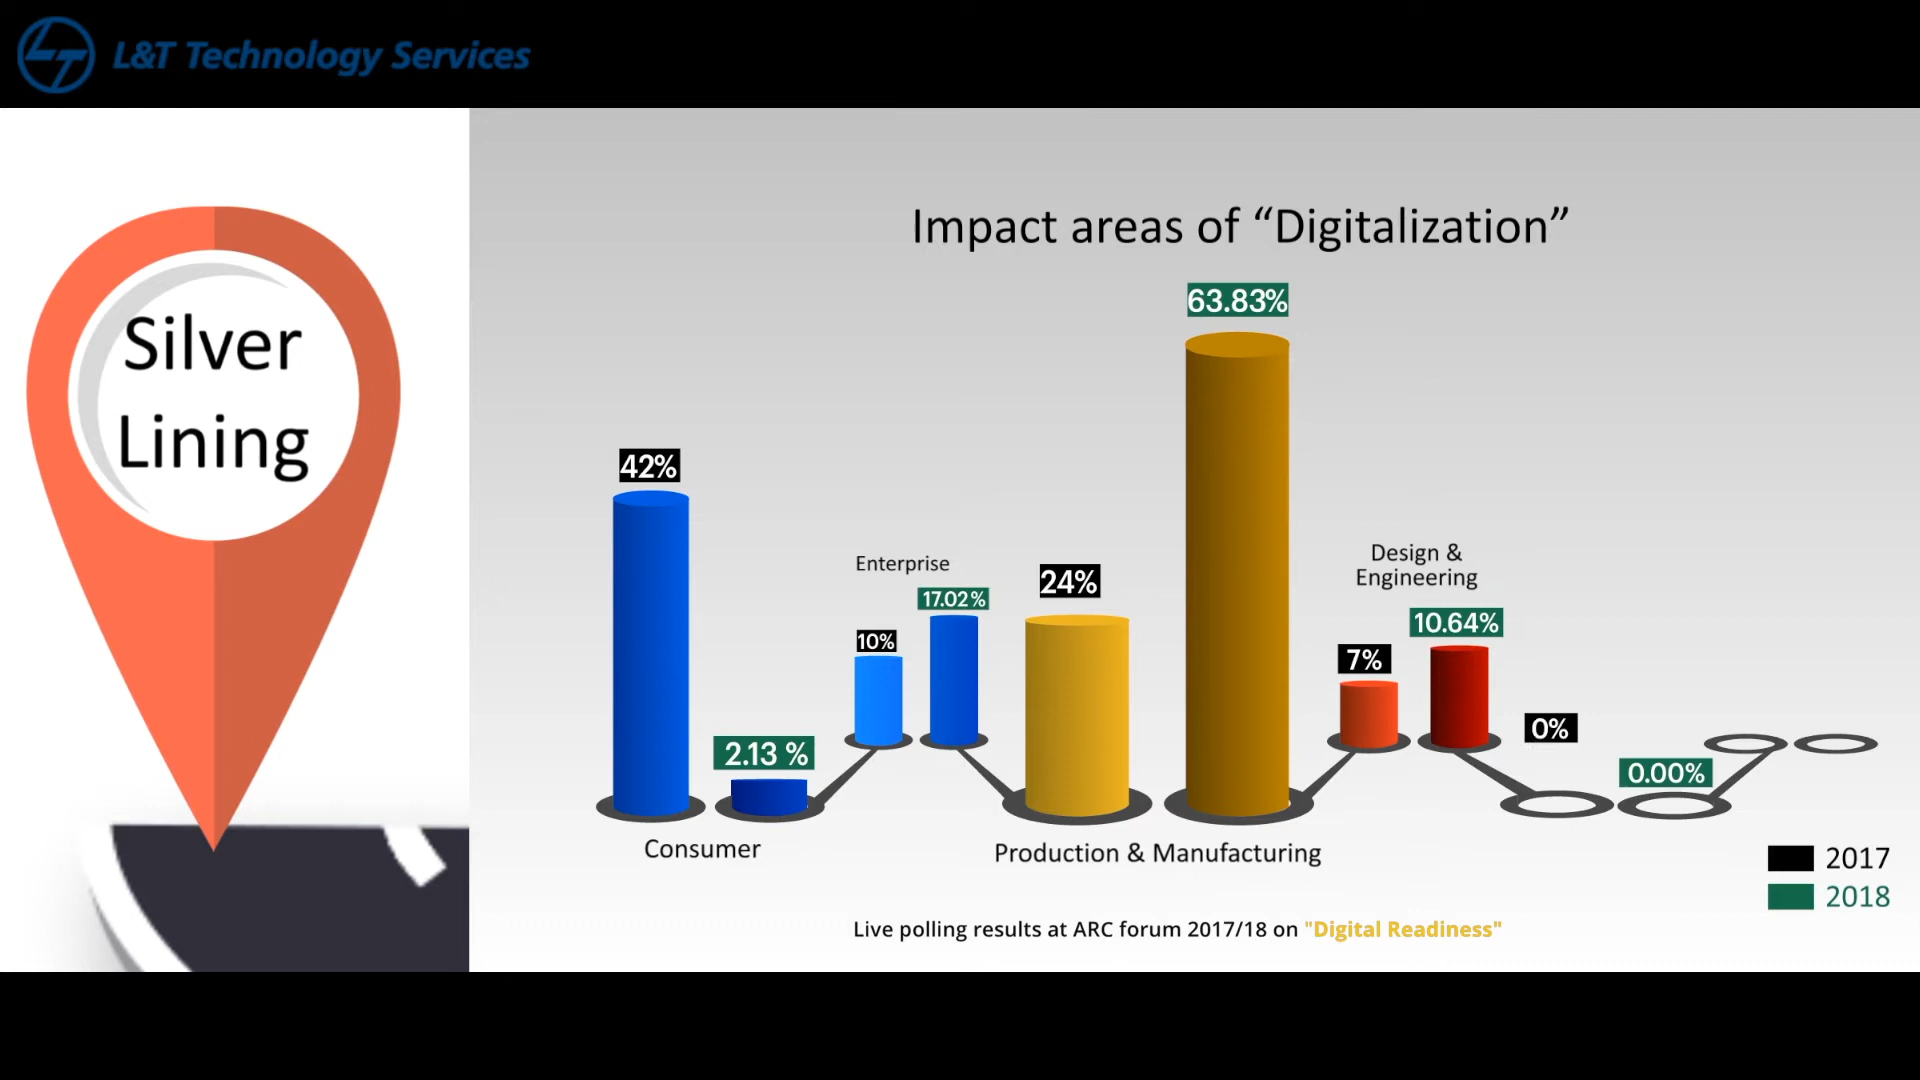 L&T Technology Services
Silver
Lining
Impact areas of “Digitalization”
63.83%
42%
Enterprise
17.02%
24%
10%
Design &
Engineering
10.64%
7%
2.13 %
0%
0.00%
Consumer
Production & Manufacturing
2017
2018
Live polling results at ARC forum 2017/18 on "Digital Readiness"